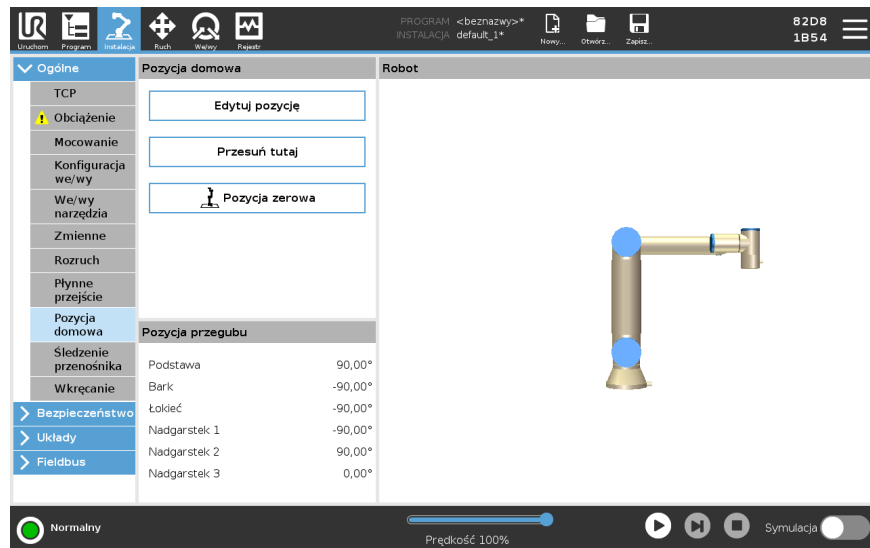 UR
PROGRAM <beznazwy>*
INSTALACJA default_1*
82D8
1B54
Uruchom Program Instalacja Ruch We/wy Rejestr
Nowy... Otwórz... Zapisz...
Ogólne
TCP
Obciążenie
Mocowanie
Konfiguracja
we/wy
We/wy
narzędzia
Zmienne
Rozruch
Płynne
przejście
Pozycja
domowa
Śledzenie
przenośnika
Wkręcanie
Bezpieczeństwo
Układy
Fieldbus
Pozycja domowa
Edytuj pozycję
Przesuń tutaj
Pozycja zerowa
Pozycja przegubu
Podstawa 90,00°
Bark -90,00°
Łokieć -90,00°
Nadgarstek 1 -90,00°
Nadgarstek 2 90,00°
Nadgarstek 3 0,00°
Robot
Normalny
Prędkość 100%
Symulacja